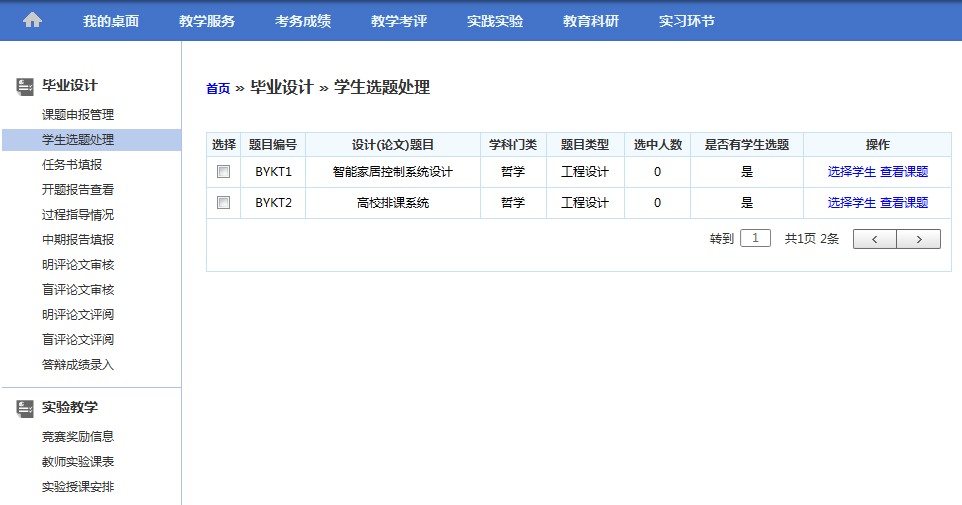 我的桌面 教学服务 考务成绩 教学考评 实践实验 教育科研 实习环节
毕业设计
课题申报管理
学生选题处理
任务书填报
开题报告查看
过程指导情况
中期报告填报
明评论文审核
盲评论文审核
明评论文评阅
盲评论文评阅
答辩成绩录入
实验教学
竞赛奖励信息
教师实验课表
实验授课安排
首页 » 毕业设计 » 学生选题处理
选择 题目编号 设计(论文)题目 学科门类 题目类型 选中人数 是否有学生选题 操作
BYKT1 智能家居控制系统设计 哲学 工程设计 0 是 选择学生 查看课题
BYKT2 高校排课系统 哲学 工程设计 0 是 选择学生 查看课题
转到 1 共1页 2条 < >